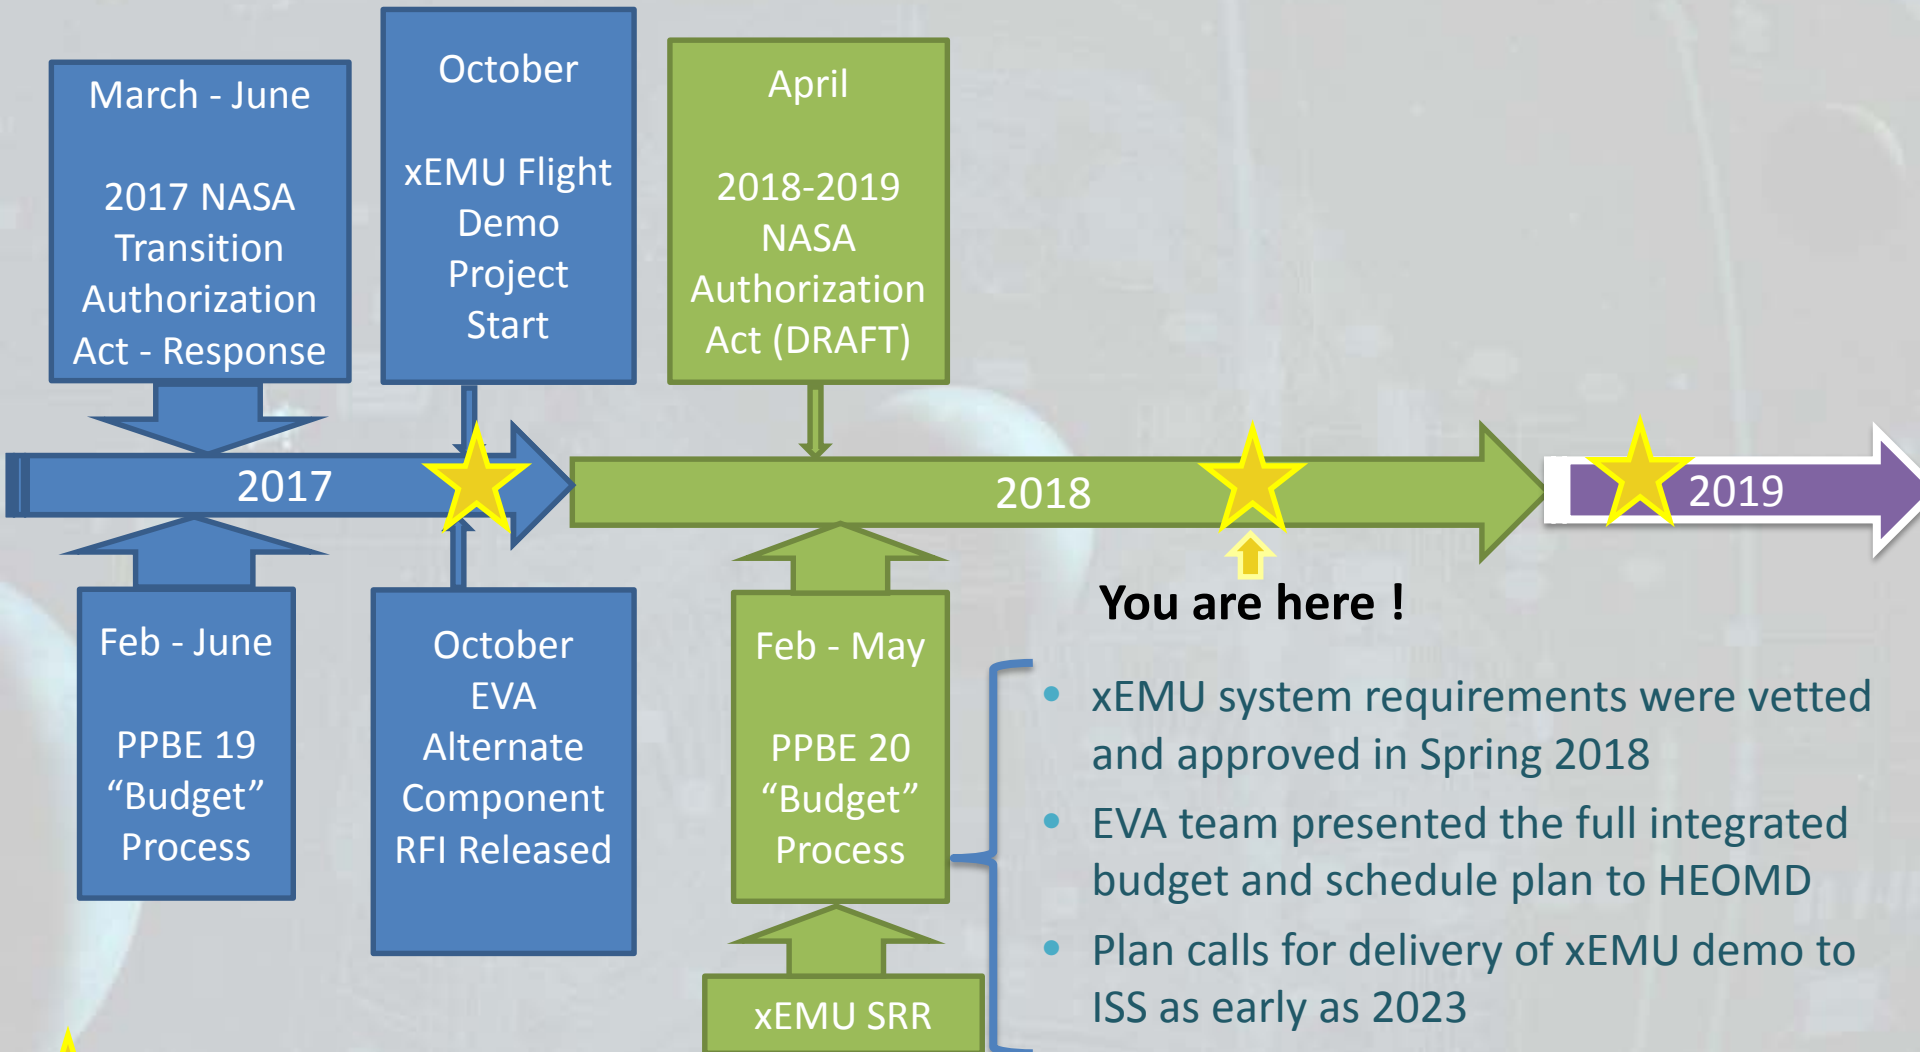 March - June
2017 NASA
Transition
Authorization
Act - Response
October
xEMU Flight
Demo
Project
Start
April
2018-2019
NASA
Authorization
Act (DRAFT)
2017
2018
2019
Feb - June
PPBE 19
“Budget”
Process
October
EVA
Alternate
Component
RFI Released
Feb - May
PPBE 20
“Budget”
Process
xEMU SRR
You are here !
• xEMU system requirements were vetted
and approved in Spring 2018
• EVA team presented the full integrated
budget and schedule plan to HEOMD
• Plan calls for delivery of xEMU demo to
ISS as early as 2023